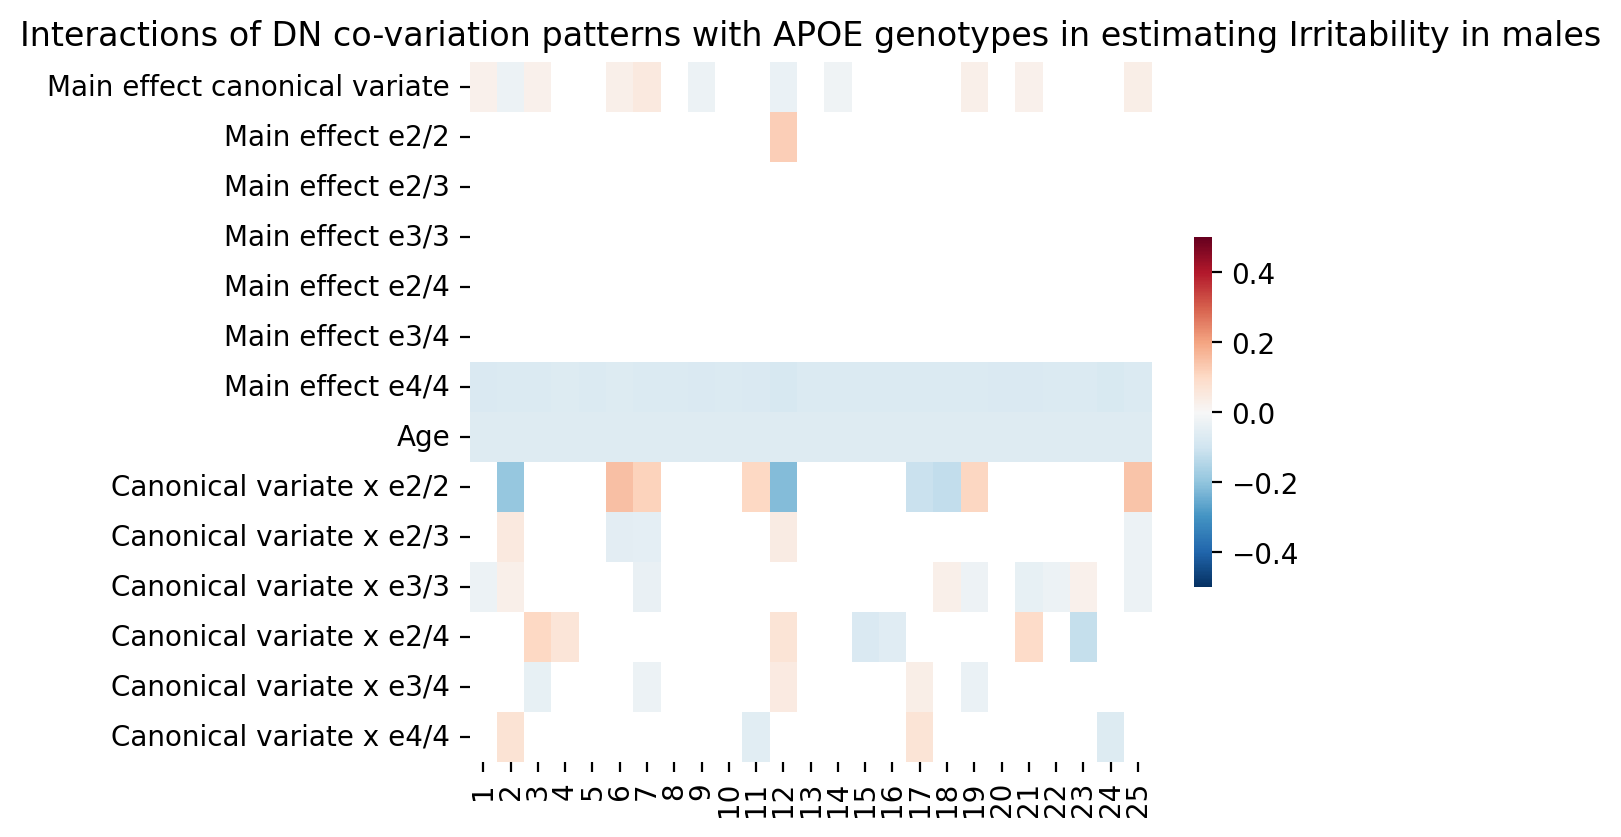 Interactions of DN co-variation patterns with APOE genotypes in estimating Irritability in males
Main effect canonical variate
Main effect e2/2
Main effect e2/3
Main effect e3/3
Main effect e2/4
Main effect e3/4
Main effect e4/4
Age
Canonical variate x e2/2
Canonical variate x e2/3
Canonical variate x e3/3
Canonical variate x e2/4
Canonical variate x e3/4
Canonical variate x e4/4
1 2 3 4 5 6 7 8 9 10 11 12 13 14 15 16 17 18 19 20 21 22 23 24 25
0.4
0.2
0.0
−0.2
−0.4